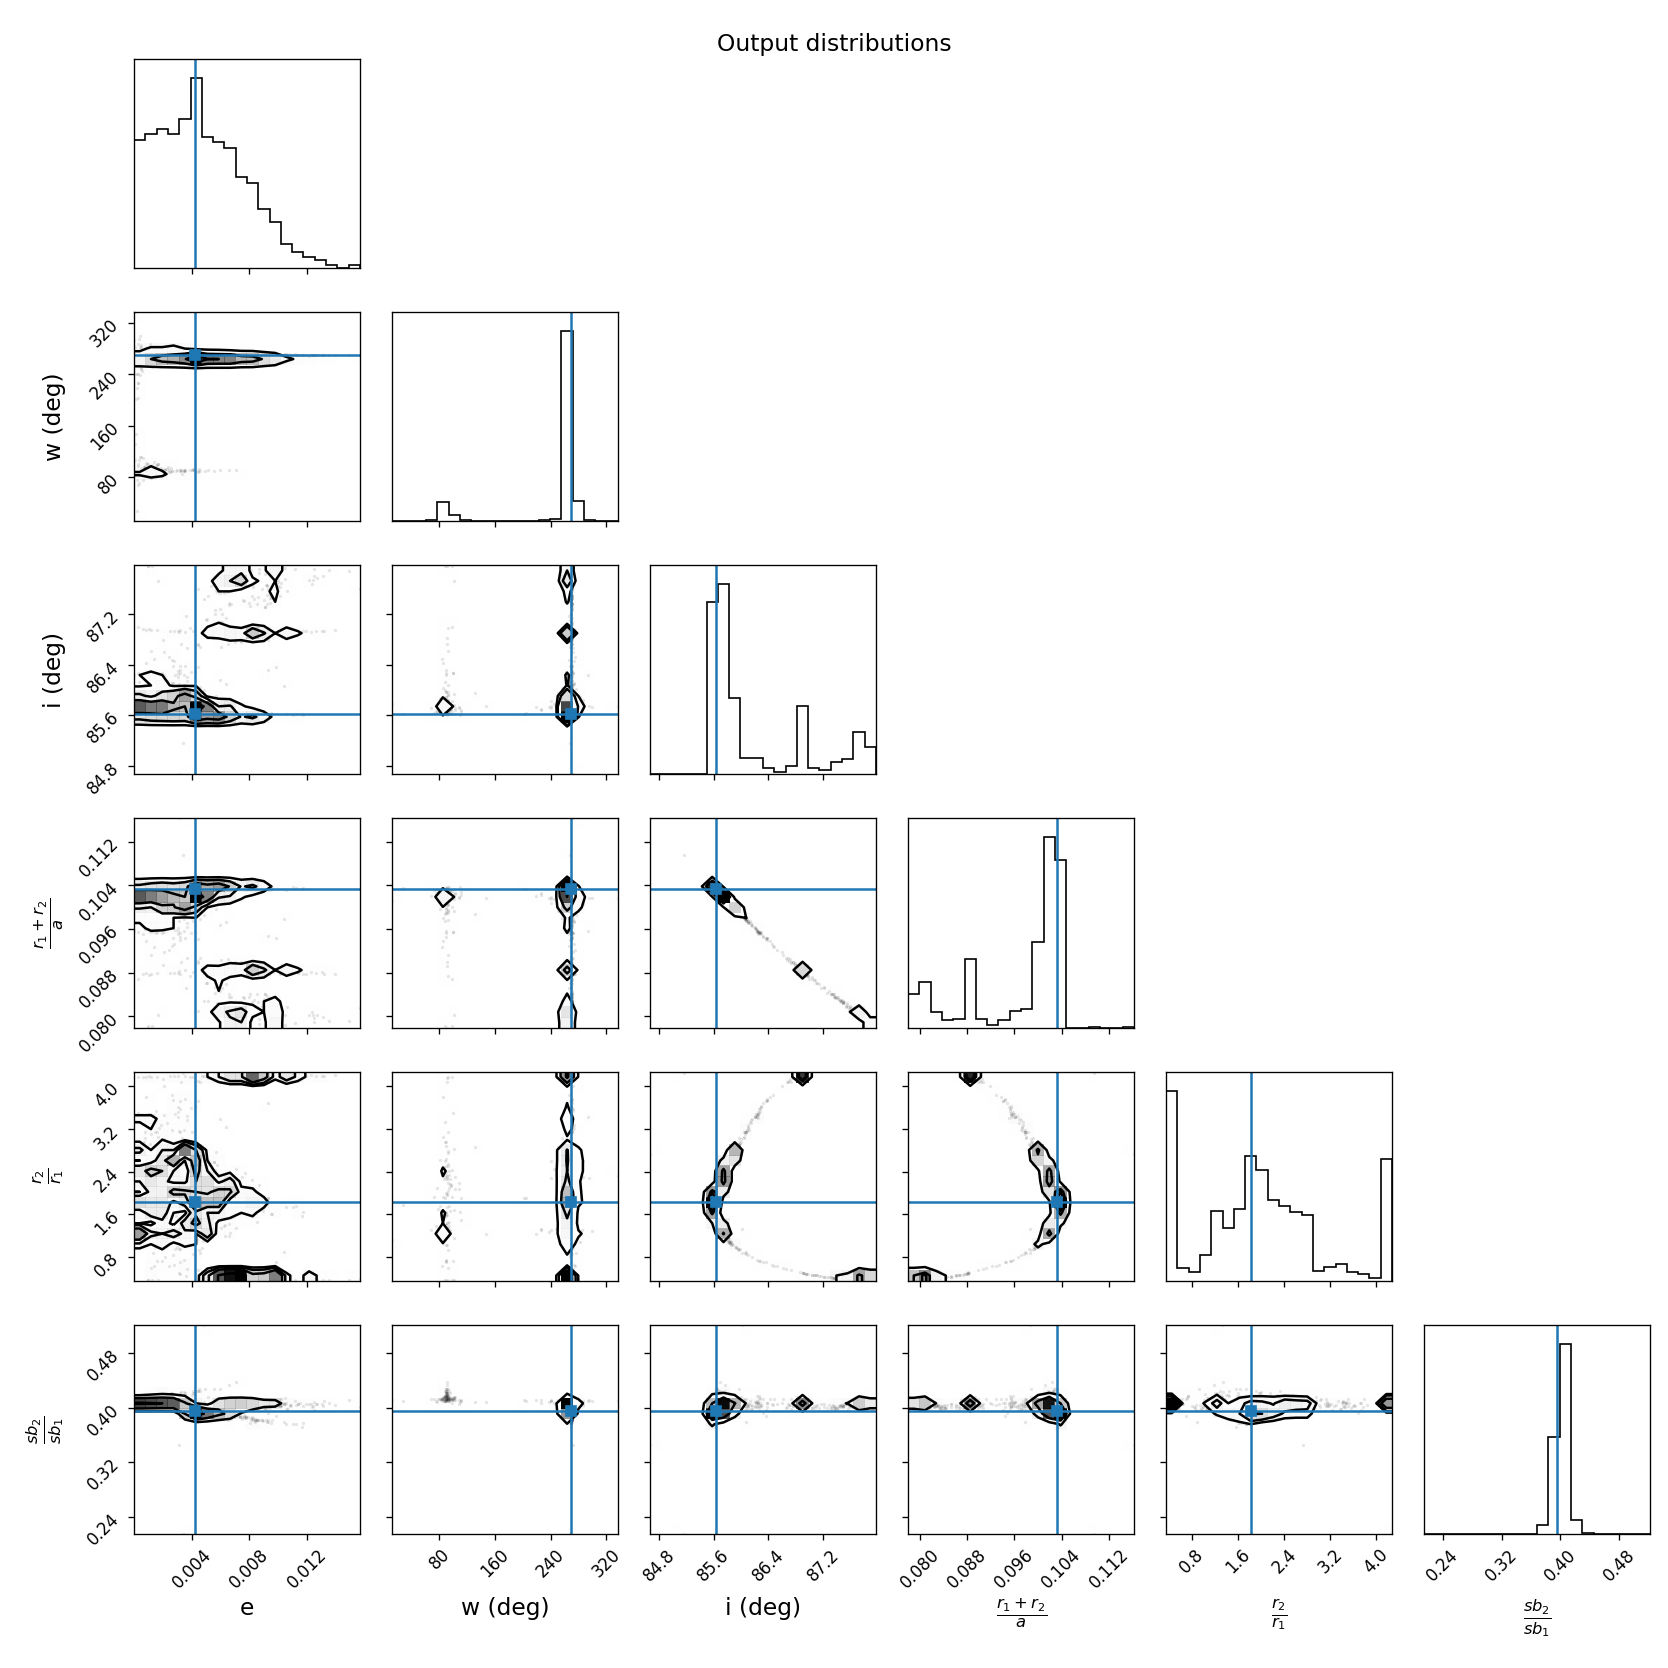 Output distributions
w (deg)
320
240
160
80
i (deg)
87.2
86.4
85.6
84.8
r₁ + r₂
a
0.112
0.104
0.096
0.088
0.080
r₂
r₁
4.0
3.2
2.4
1.6
0.8
sb₂
sb₁
0.48
0.40
0.32
0.24
0.004 0.008 0.012
80 160 240 320
84.8 85.6 86.4 87.2
0.080 0.088 0.096 0.104 0.112
0.8 1.6 2.4 3.2 4.0
0.24 0.32 0.40 0.48
e
w (deg)
i (deg)
r₁ + r₂
a
r₂
r₁
sb₂
sb₁